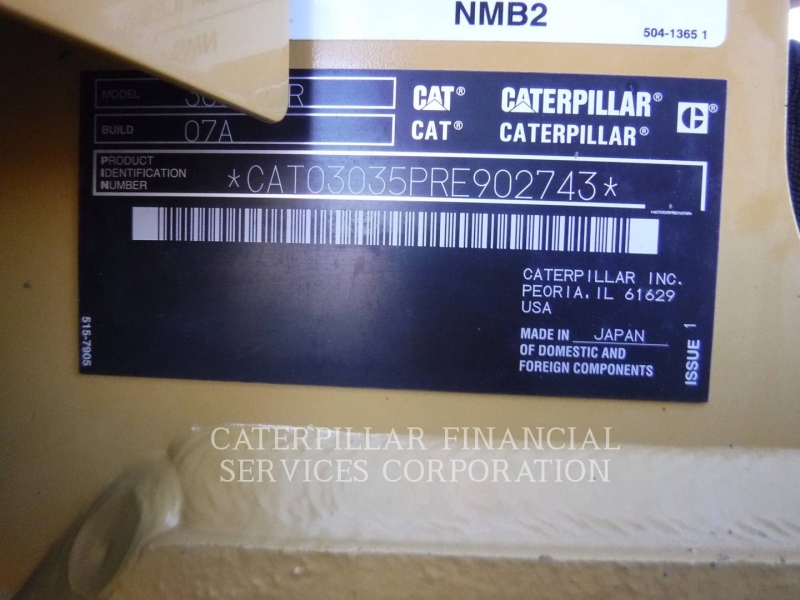 NMB2
504-1365 1
MODEL
BUILD 07A
CAT® CATERPILLAR® ®
CAT® CATERPILLAR®
PRODUCT
IDENTIFICATION
NUMBER
*CAT03035PRE902743*
CATERPILLAR INC.
PEORIA, IL 61629
USA
MADE IN JAPAN
OF DOMESTIC AND
FOREIGN COMPONENTS
515-7905
ISSUE 1
CATERPILLAR FINANCIAL
SERVICES CORPORATION